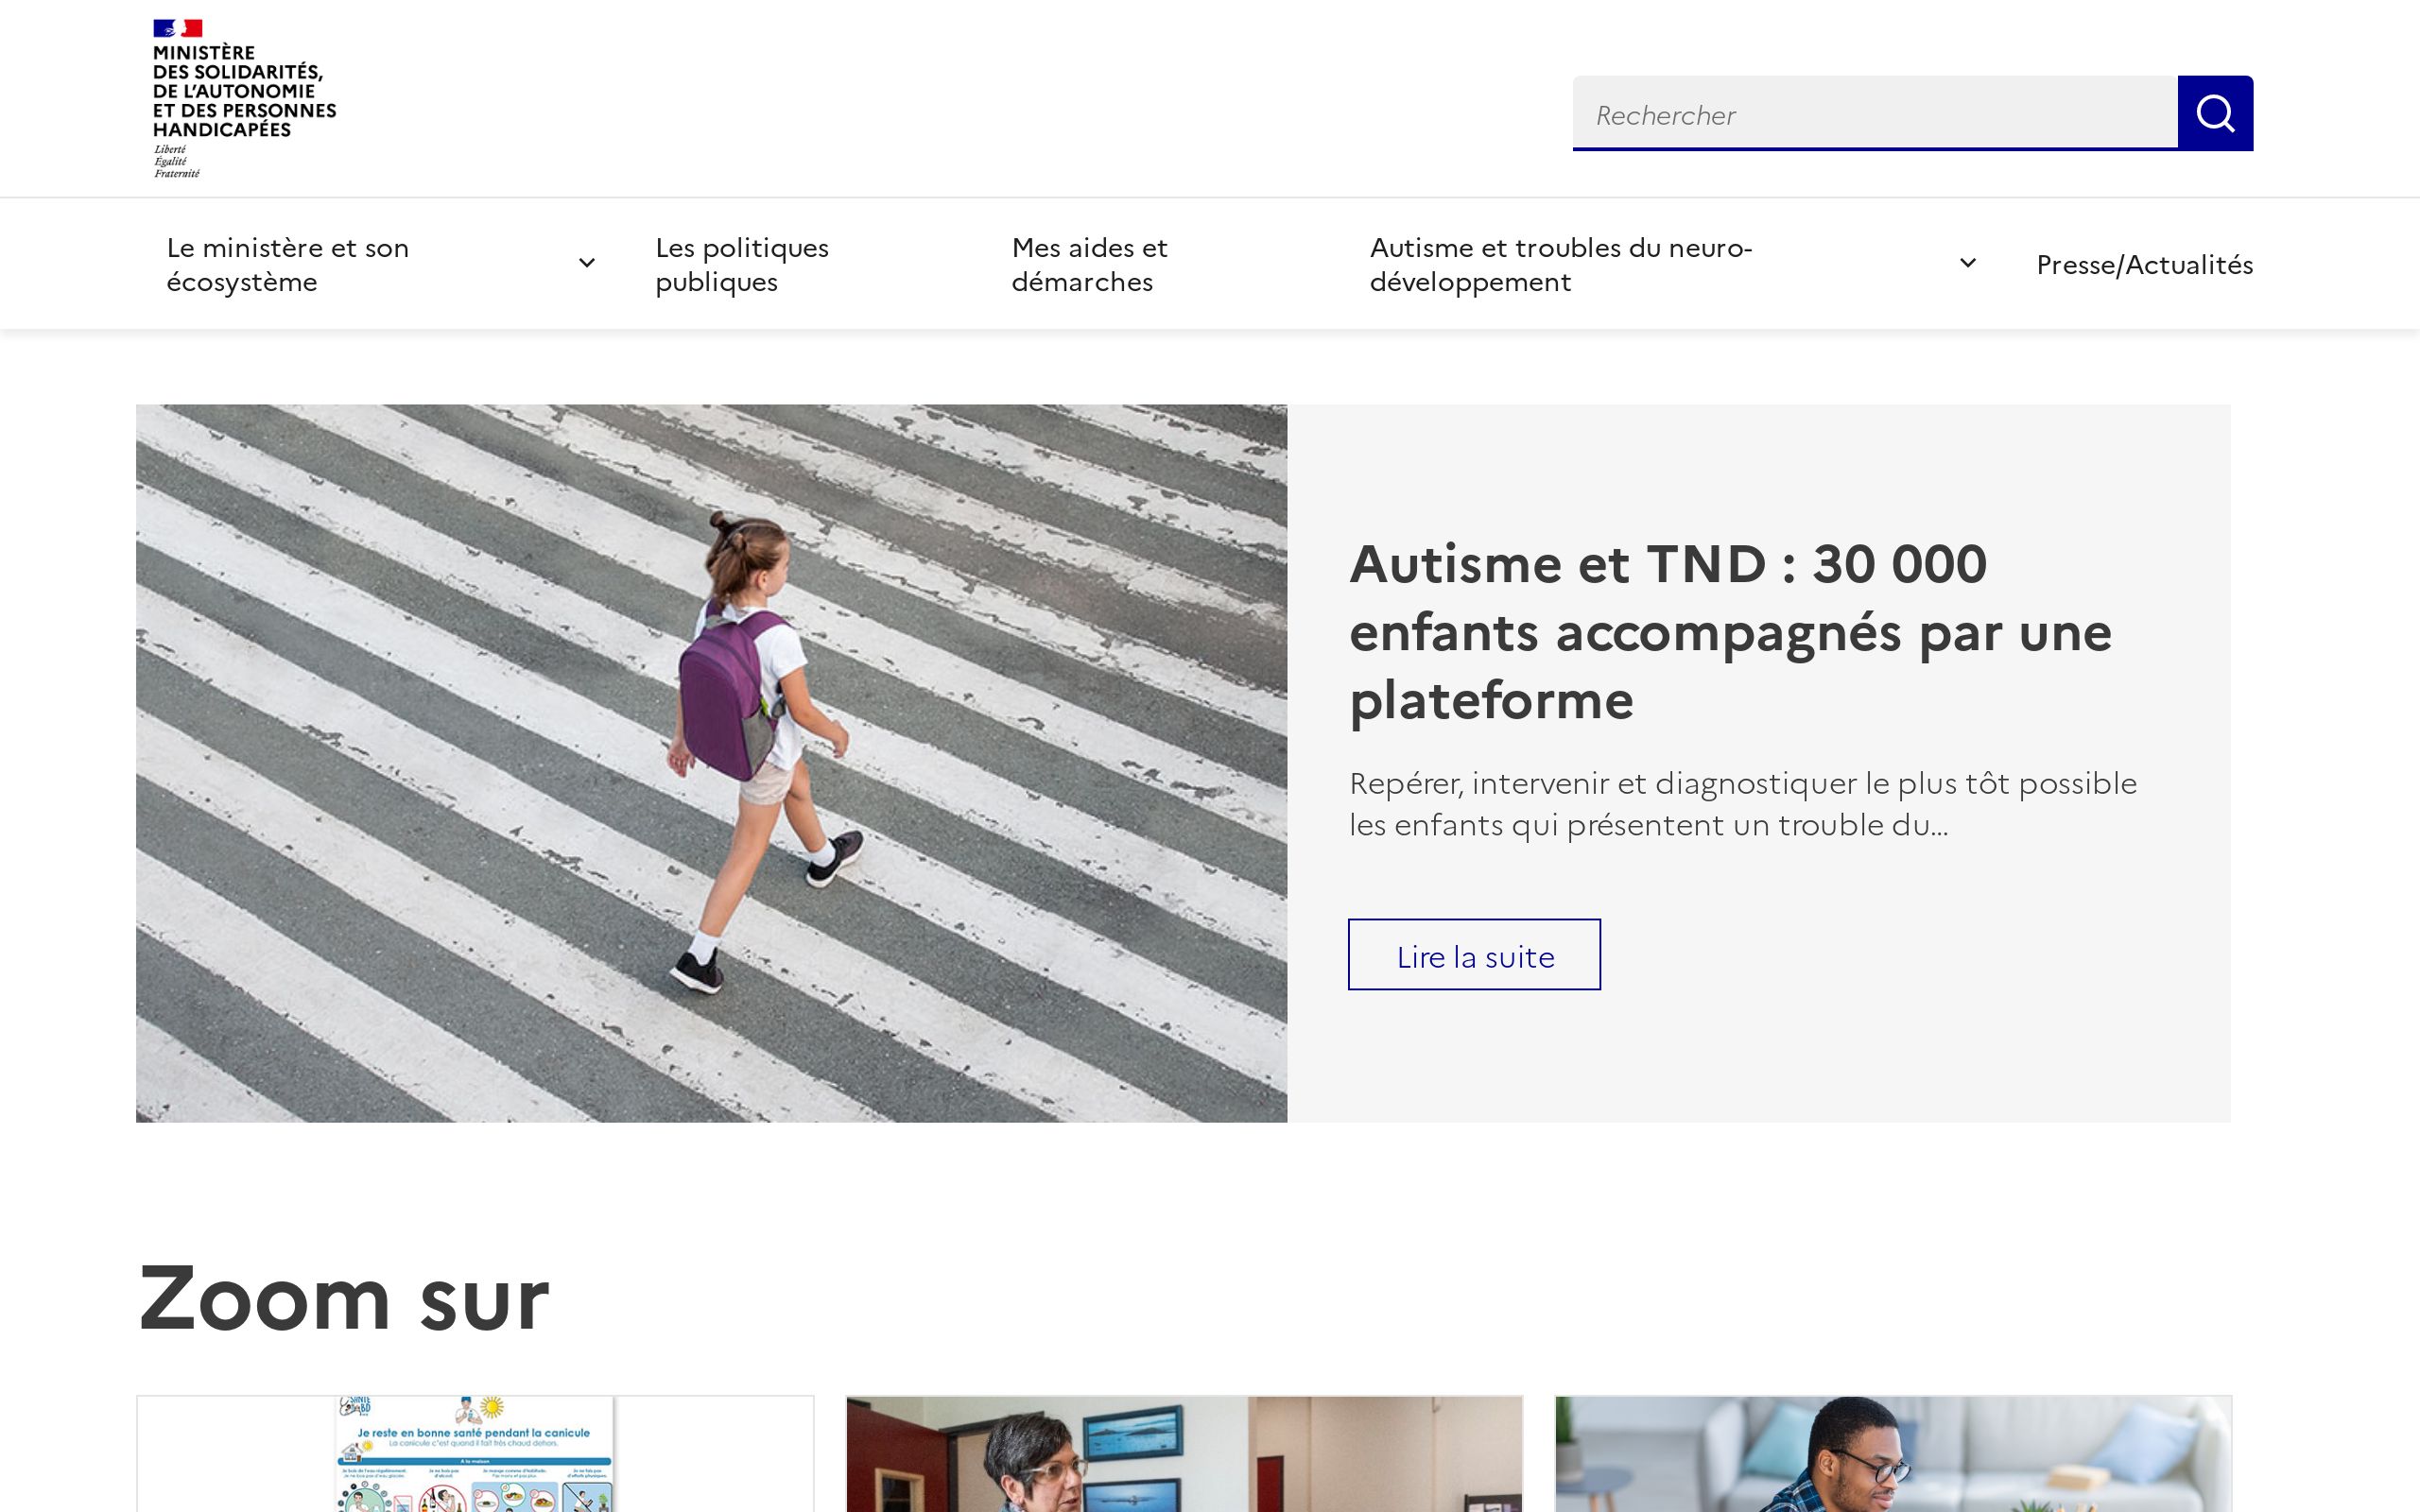 MINISTÈRE
DES SOLIDARITÉS,
DE L'AUTONOMIE
ET DES PERSONNES
HANDICAPÉES
Liberté
Égalité
Fraternité
Rechercher
Le ministère et son
écosystème
Les politiques
publiques
Mes aides et
démarches
Autisme et troubles du neuro-
développement
Presse/Actualités
Autisme et TND : 30 000
enfants accompagnés par une
plateforme
Repérer, intervenir et diagnostiquer le plus tôt possible
les enfants qui présentent un trouble du...
Lire la suite
Zoom sur
Je reste en bonne santé pendant la canicule
La canicule c'est quand il fait très chaud dehors.
A la maison